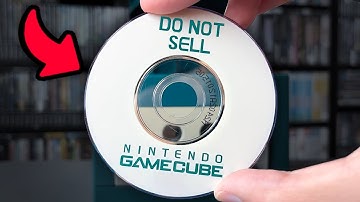 DO NOT
SELL
NINTENDO
GAMECUBE